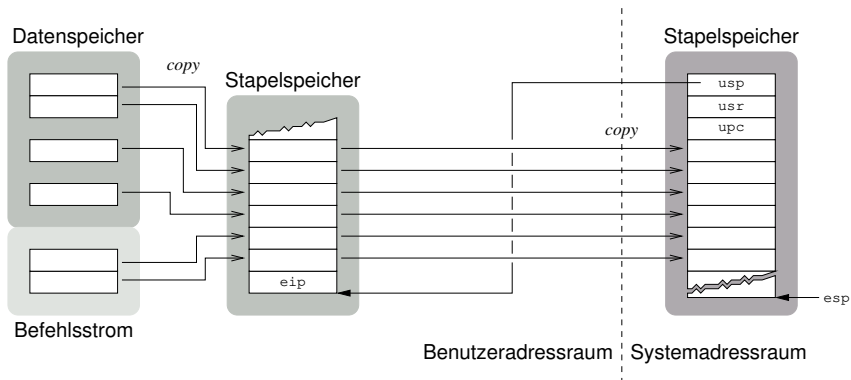 Datenspeicher
copy
Stapelspeicher
eip
Befehlsstrom
Stapelspeicher
usp
usr
upc
copy
esp
Benutzeradressraum
Systemadressraum